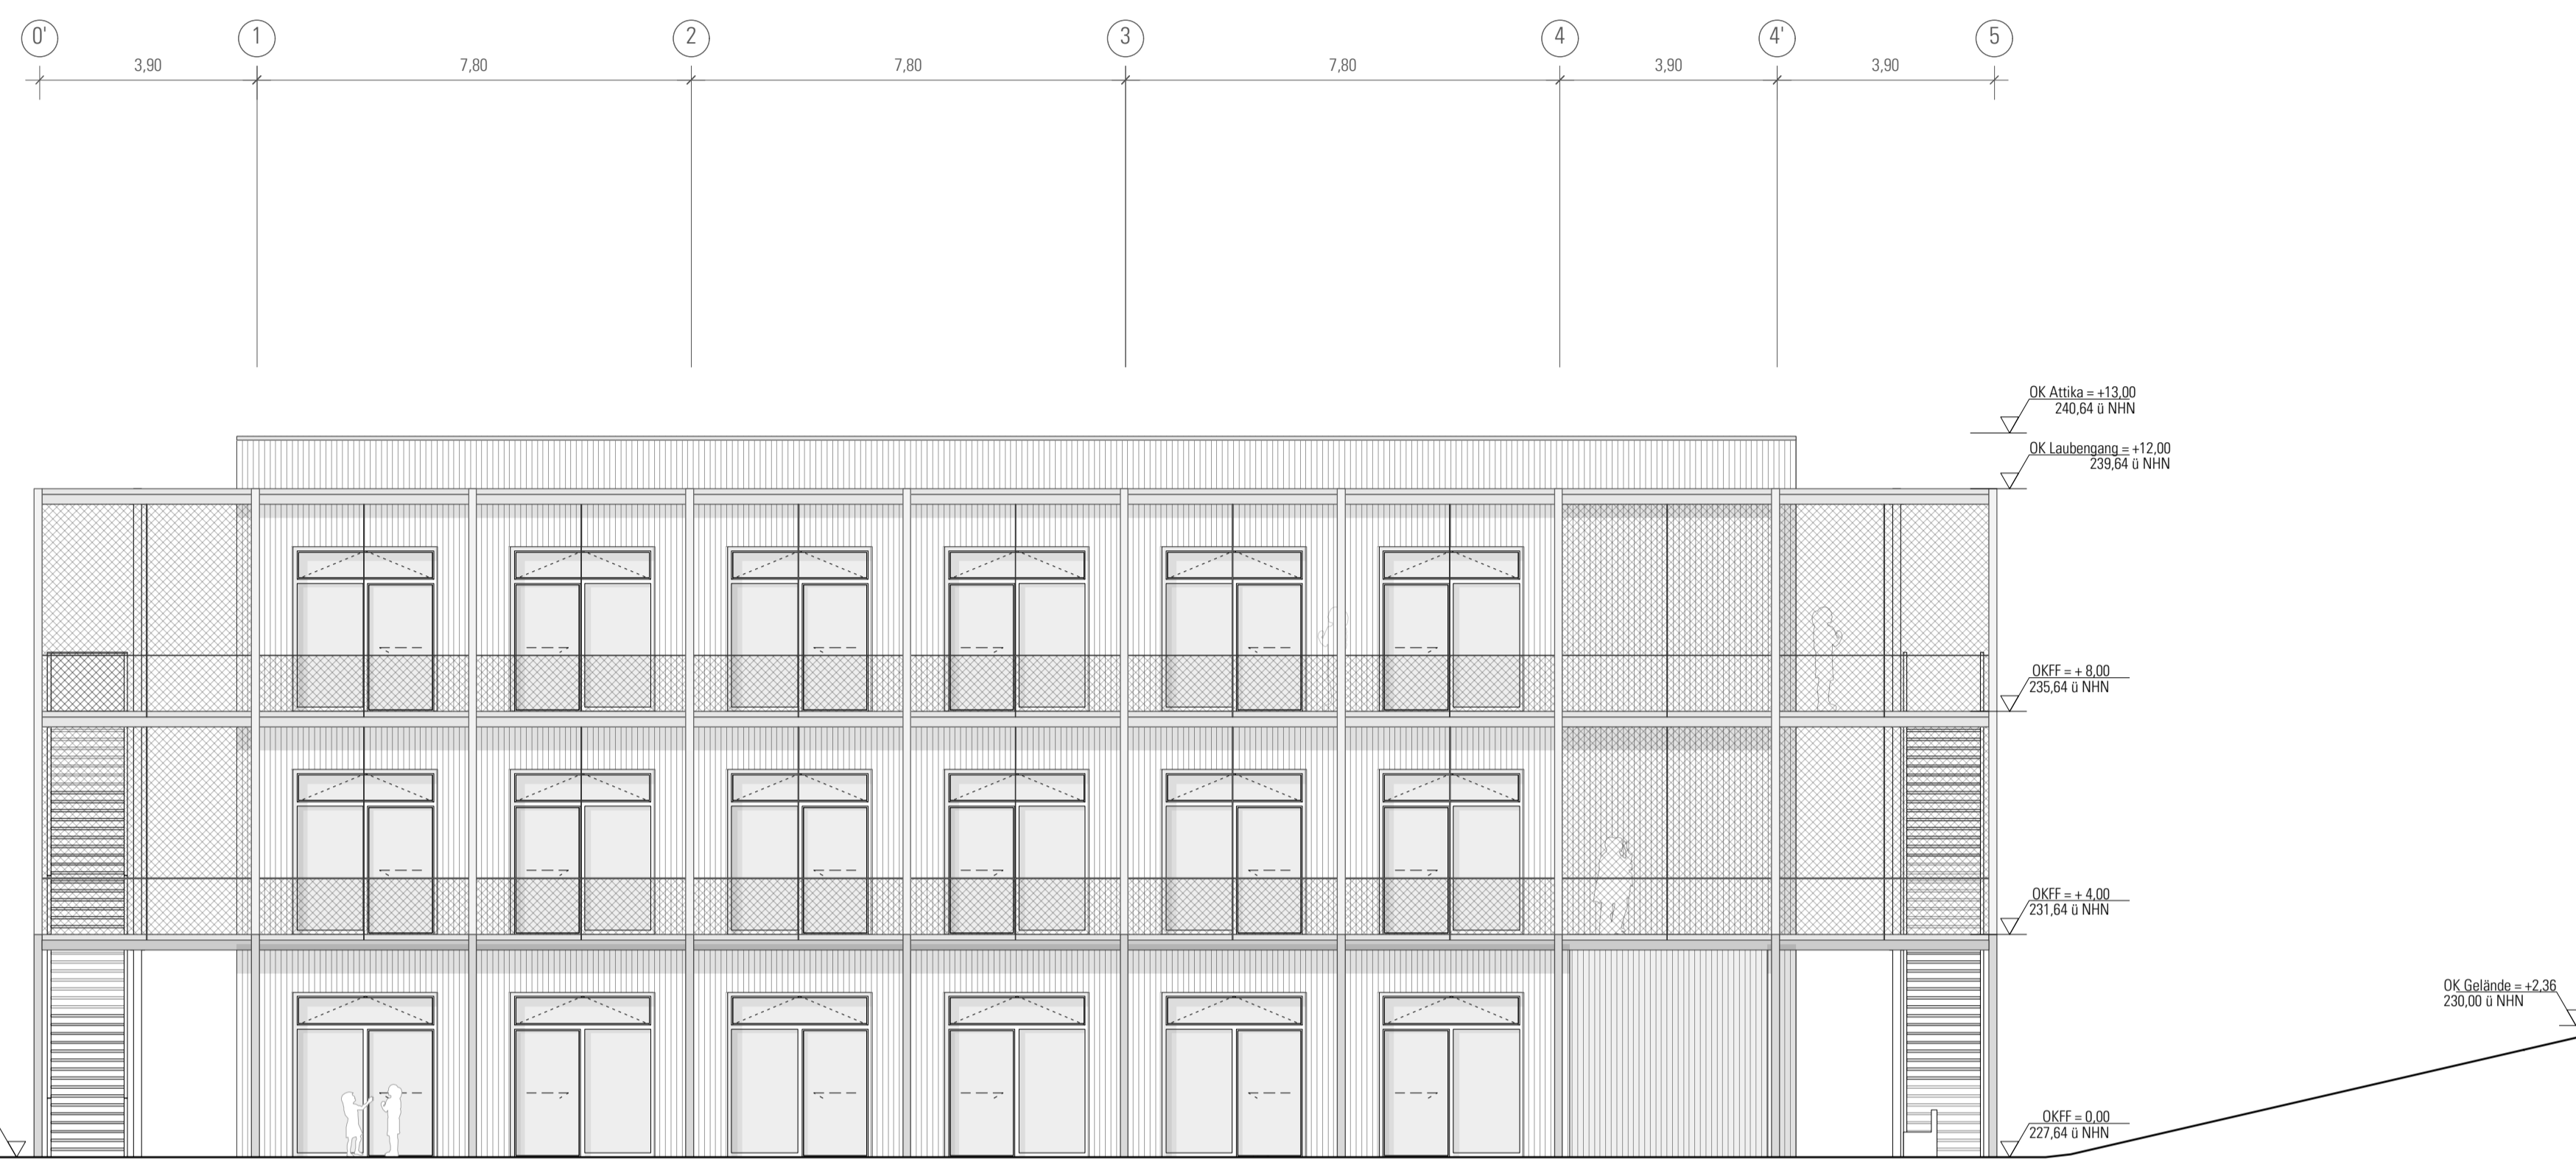 0' 1 2 3 4 4' 5
3,90 7,80 7,80 7,80 3,90 3,90
OK Attika = +13,00
240,64 ü NHN
OK Laubengang = +12,00
239,64 ü NHN
OKFF = + 8,00
235,64 ü NHN
OKFF = + 4,00
231,64 ü NHN
OK Gelände = +2,36
230,00 ü NHN
OKFF = 0,00
227,64 ü NHN